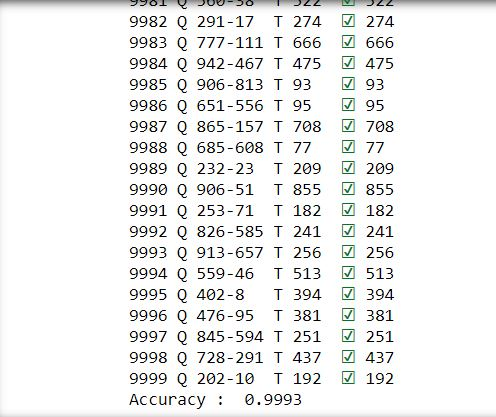 9981 Q 560-38 T 522 ☑ 522
9982 Q 291-17 T 274 ☑ 274
9983 Q 777-111 T 666 ☑ 666
9984 Q 942-467 T 475 ☑ 475
9985 Q 906-813 T 93 ☑ 93
9986 Q 651-556 T 95 ☑ 95
9987 Q 865-157 T 708 ☑ 708
9988 Q 685-608 T 77 ☑ 77
9989 Q 232-23 T 209 ☑ 209
9990 Q 906-51 T 855 ☑ 855
9991 Q 253-71 T 182 ☑ 182
9992 Q 826-585 T 241 ☑ 241
9993 Q 913-657 T 256 ☑ 256
9994 Q 559-46 T 513 ☑ 513
9995 Q 402-8 T 394 ☑ 394
9996 Q 476-95 T 381 ☑ 381
9997 Q 845-594 T 251 ☑ 251
9998 Q 728-291 T 437 ☑ 437
9999 Q 202-10 T 192 ☑ 192
Accuracy : 0.9993